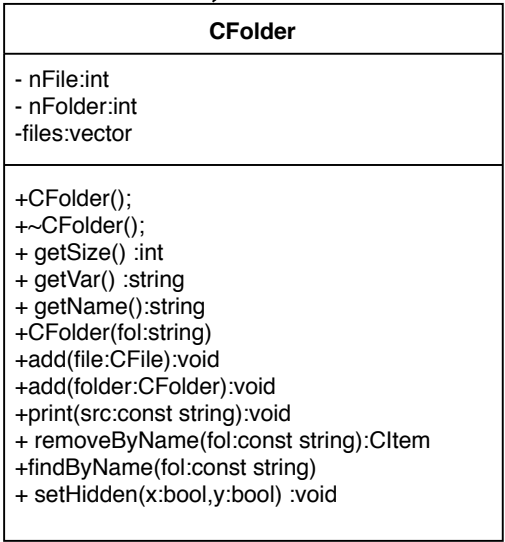 CFolder
- nFile:int
- nFolder:int
-files:vector
+CFolder();
+~CFolder();
+ getSize() :int
+ getVar() :string
+ getName():string
+CFolder(fol:string)
+add(file:CFile):void
+add(folder:CFolder):void
+print(src:const string):void
+ removeByName(fol:const string):CItem
+findByName(fol:const string)
+ setHidden(x:bool,y:bool) :void